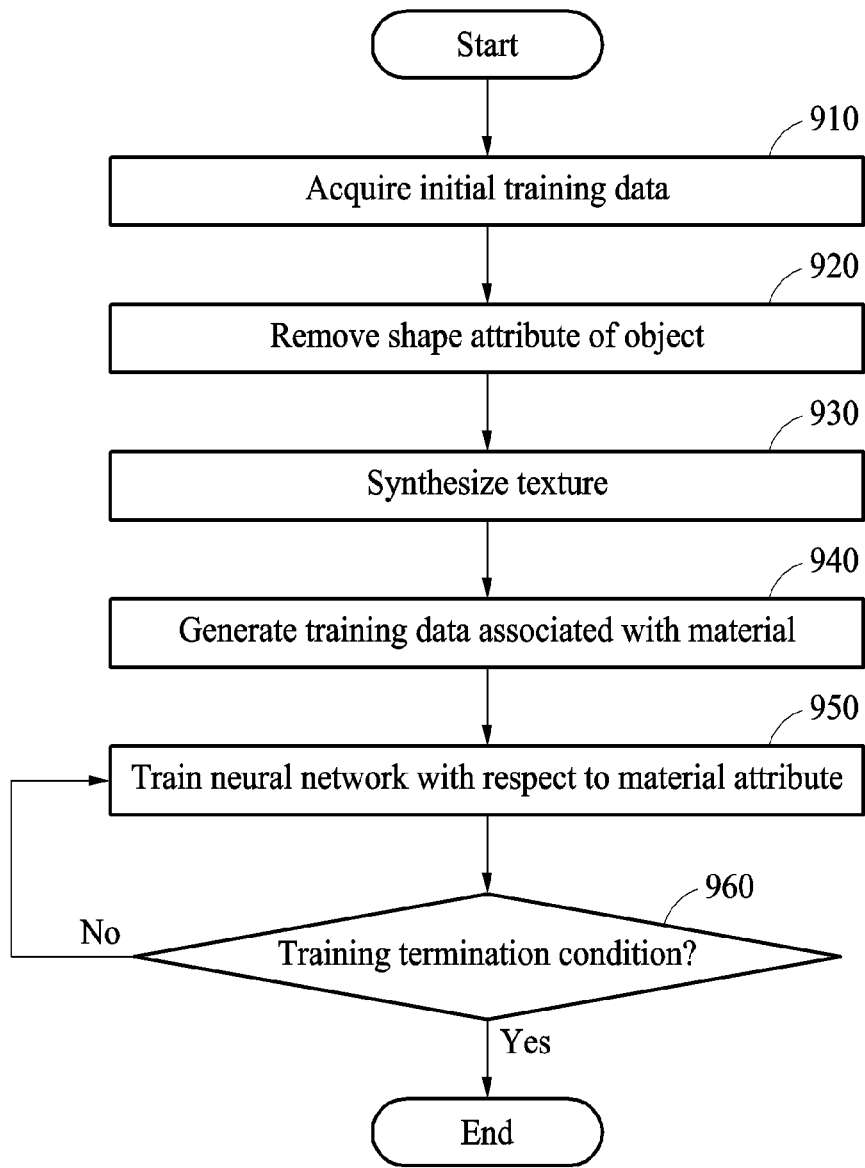 Start
910
Acquire initial training data
920
Remove shape attribute of object
930
Synthesize texture
940
Generate training data associated with material
950
Train neural network with respect to material attribute
960
No
Training termination condition?
Yes
End